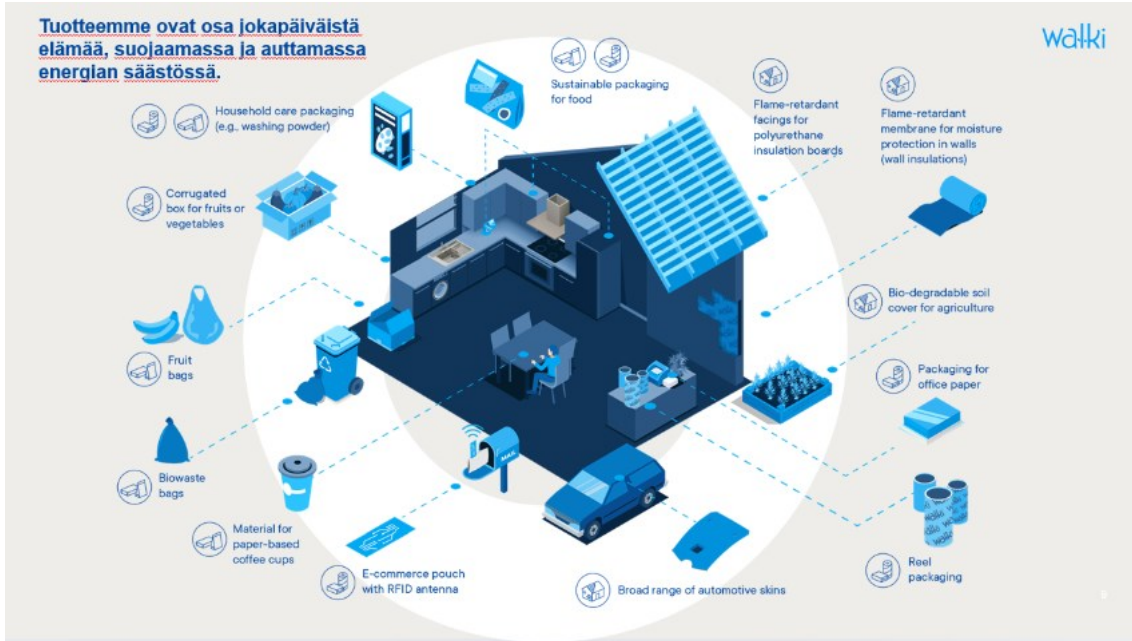 Tuotteemme ovat osa jokapäiväistä
elämää, suojaamassa ja auttamassa
energian säästössä.
walki
Sustainable packaging
for food
Household care packaging
(e.g., washing powder)
Flame-retardant
facings for
polyurethane
insulation boards
Flame-retardant
membrane for moisture
protection in walls
(wall insulations)
Corrugated
box for fruits or
vegetables
Bio-degradable soil
cover for agriculture
Fruit
bags
Packaging for
office paper
MAIL
Biowaste
bags
Material for
paper-based
coffee cups
walki
E-commerce pouch
with RFID antenna
Broad range of automotive skins
Reel
packaging